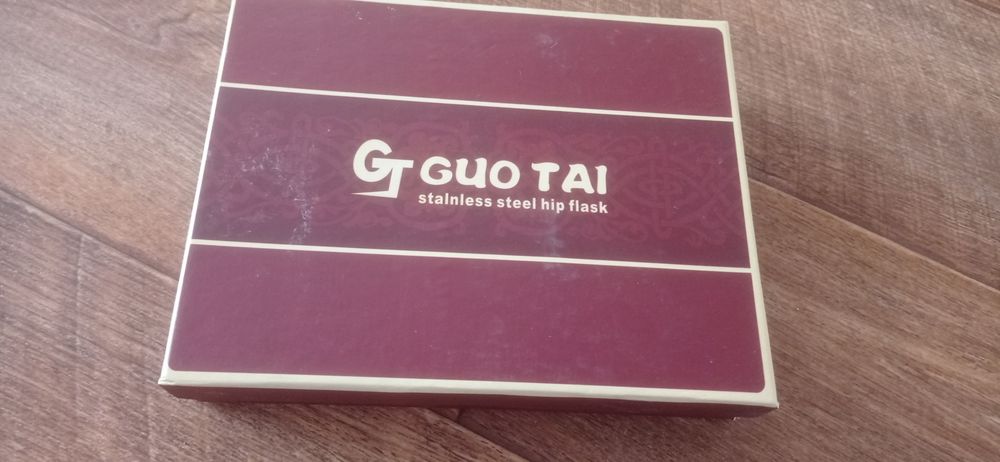 GT GUO TAI
stalnless steel hip flask